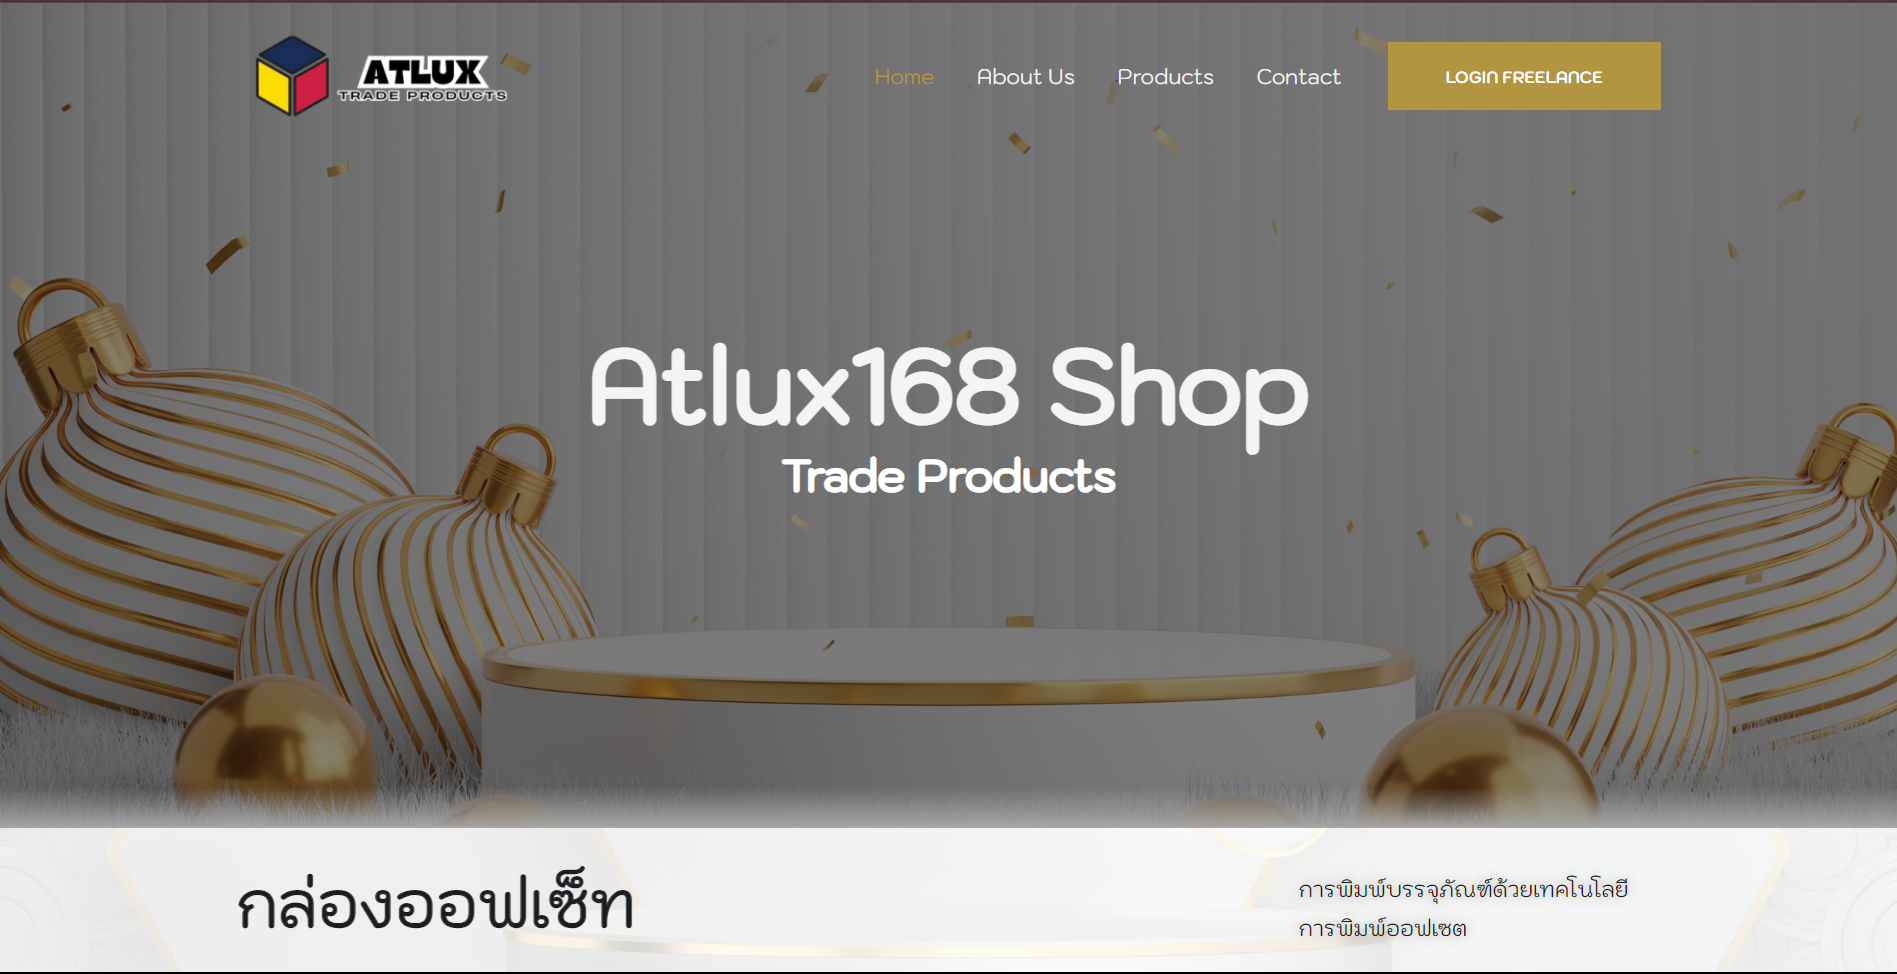 ATLUX
TRADE PRODUCTS
Home
About Us
Products
Contact
LOGIN FREELANCE
Atlux168 Shop
Trade Products
กล่องออฟเซ็ท
การพิมพ์บรรจุภัณฑ์ด้วยเทคโนโลยี
การพิมพ์ออฟเซต